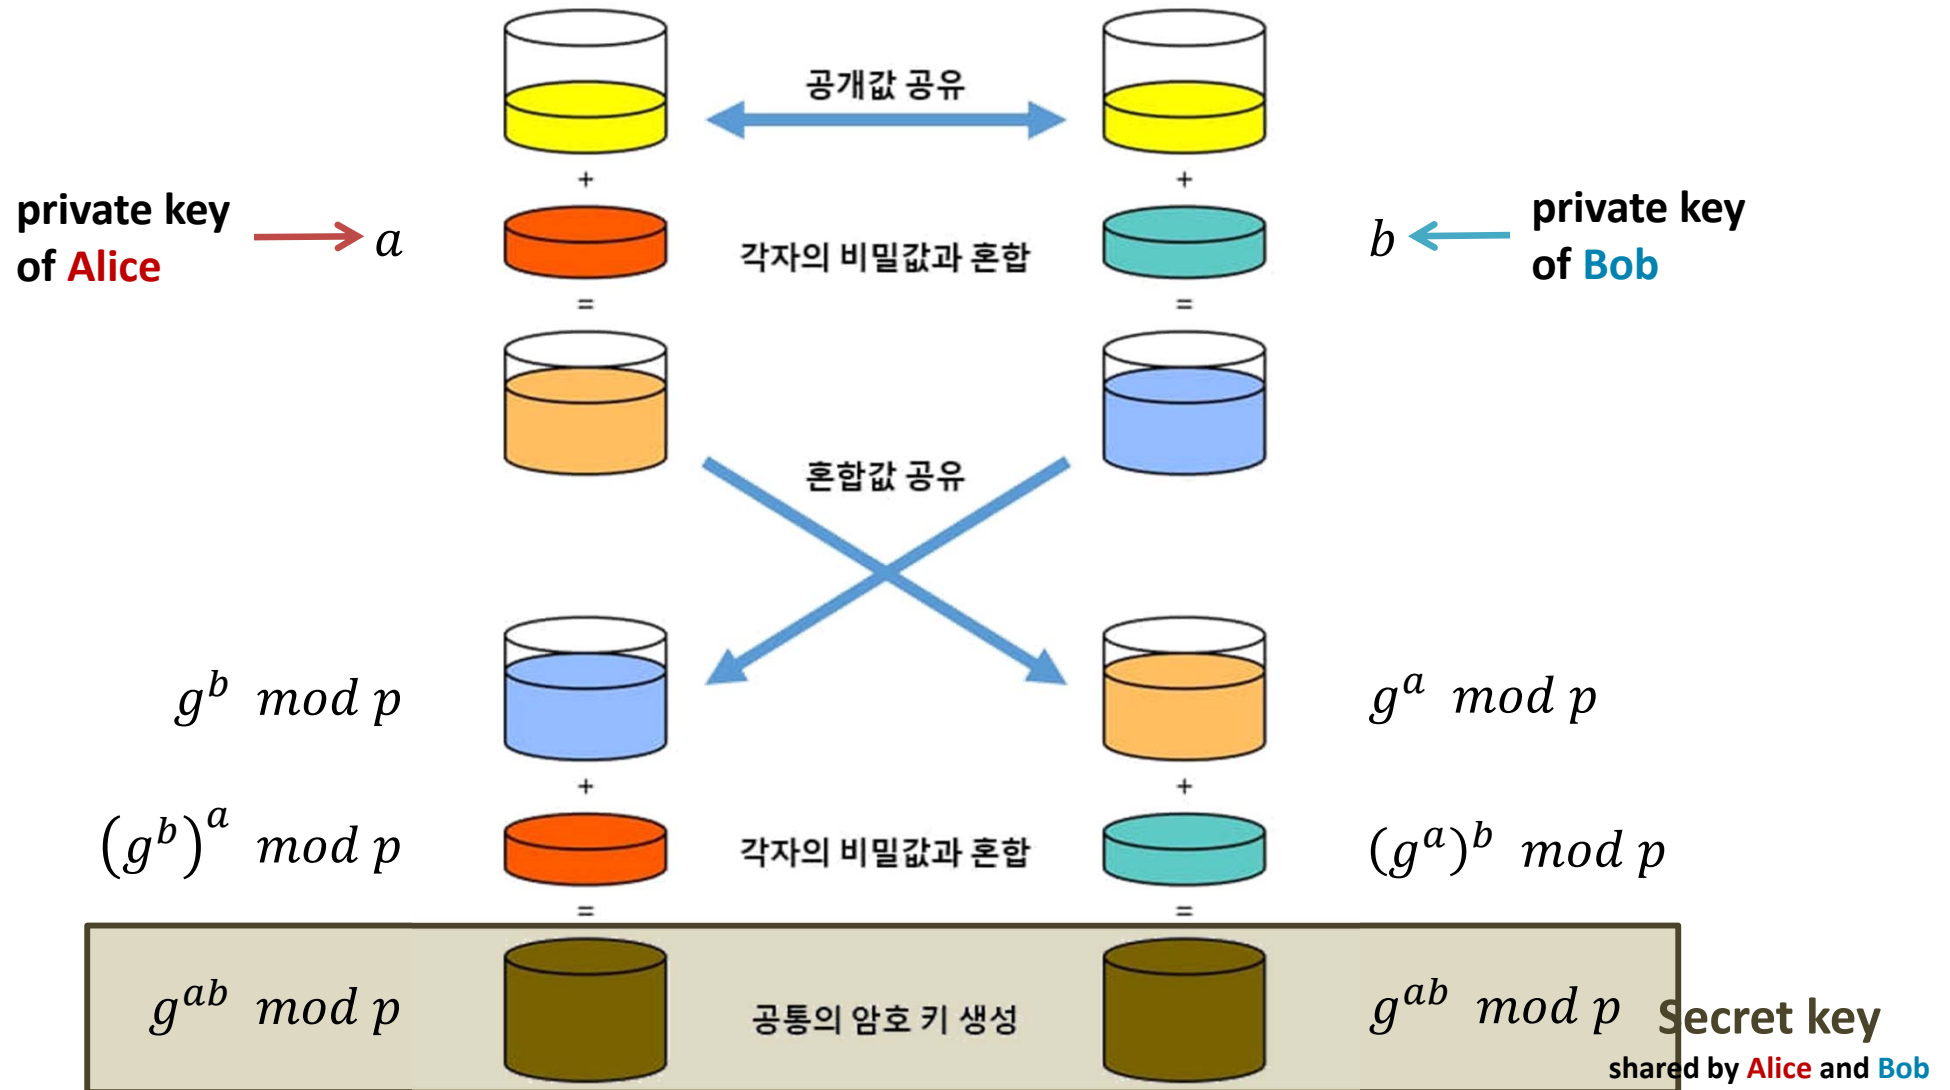 공개값 공유
+
+
private key
of Alice
a
각자의 비밀값과 혼합
b
private key
of Bob
=
=
혼합값 공유
g^b mod p
g^a mod p
+
+
(g^b)^a mod p
각자의 비밀값과 혼합
(g^a)^b mod p
=
=
g^{ab} mod p
공통의 암호 키 생성
g^{ab} mod p
Secret key
shared by Alice and Bob